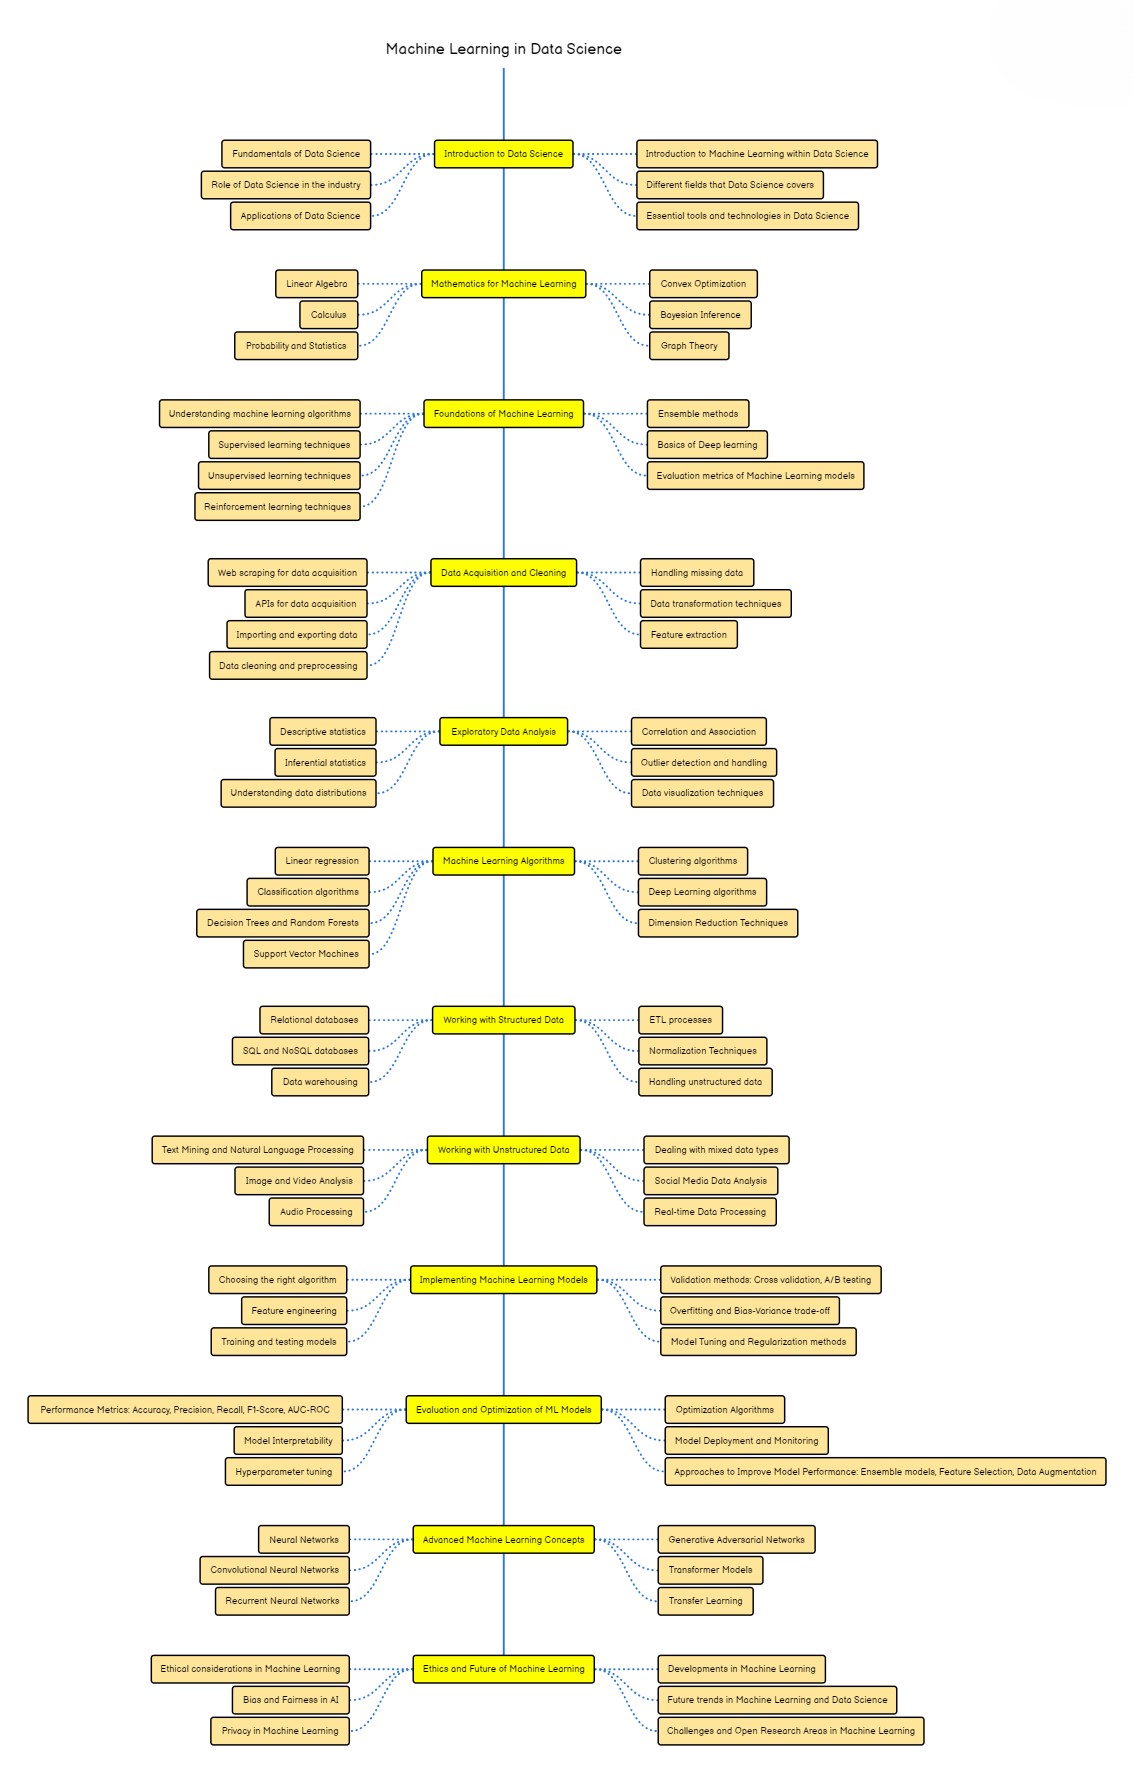 Machine Learning in Data Science
Introduction to Data Science
Fundamentals of Data Science
Role of Data Science in the industry
Applications of Data Science
Introduction to Machine Learning within Data Science
Different fields that Data Science covers
Essential tools and technologies in Data Science
Mathematics for Machine Learning
Linear Algebra
Calculus
Probability and Statistics
Convex Optimization
Bayesian Inference
Graph Theory
Foundations of Machine Learning
Understanding machine learning algorithms
Supervised learning techniques
Unsupervised learning techniques
Reinforcement learning techniques
Ensemble methods
Basics of Deep learning
Evaluation metrics of Machine Learning models
Data Acquisition and Cleaning
Web scraping for data acquisition
APIs for data acquisition
Importing and exporting data
Data cleaning and preprocessing
Handling missing data
Data transformation techniques
Feature extraction
Exploratory Data Analysis
Descriptive statistics
Inferential statistics
Understanding data distributions
Correlation and Association
Outlier detection and handling
Data visualization techniques
Machine Learning Algorithms
Linear regression
Classification algorithms
Decision Trees and Random Forests
Support Vector Machines
Clustering algorithms
Deep Learning algorithms
Dimension Reduction Techniques
Working with Structured Data
Relational databases
SQL and NoSQL databases
Data warehousing
ETL processes
Normalization Techniques
Handling unstructured data
Working with Unstructured Data
Text Mining and Natural Language Processing
Image and Video Analysis
Audio Processing
Dealing with mixed data types
Social Media Data Analysis
Real-time Data Processing
Implementing Machine Learning Models
Choosing the right algorithm
Feature engineering
Training and testing models
Validation methods: Cross validation, A/B testing
Overfitting and Bias-Variance trade-off
Model Tuning and Regularization methods
Evaluation and Optimization of ML Models
Performance Metrics: Accuracy, Precision, Recall, F1-Score, AUC-ROC
Model Interpretability
Hyperparameter tuning
Optimization Algorithms
Model Deployment and Monitoring
Approaches to Improve Model Performance: Ensemble models, Feature Selection, Data Augmentation
Advanced Machine Learning Concepts
Neural Networks
Convolutional Neural Networks
Recurrent Neural Networks
Generative Adversarial Networks
Transformer Models
Transfer Learning
Ethics and Future of Machine Learning
Ethical considerations in Machine Learning
Bias and Fairness in AI
Privacy in Machine Learning
Developments in Machine Learning
Future trends in Machine Learning and Data Science
Challenges and Open Research Areas in Machine Learning